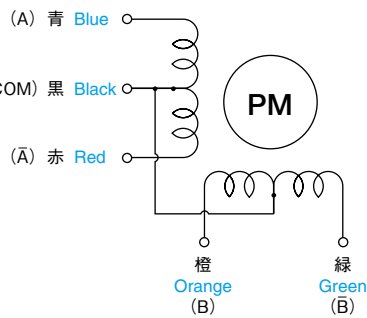 (A) 青 Blue
COM) 黒 Black
PM
(Ā) 赤 Red
橙 緑
Orange Green
(B) (B̄)